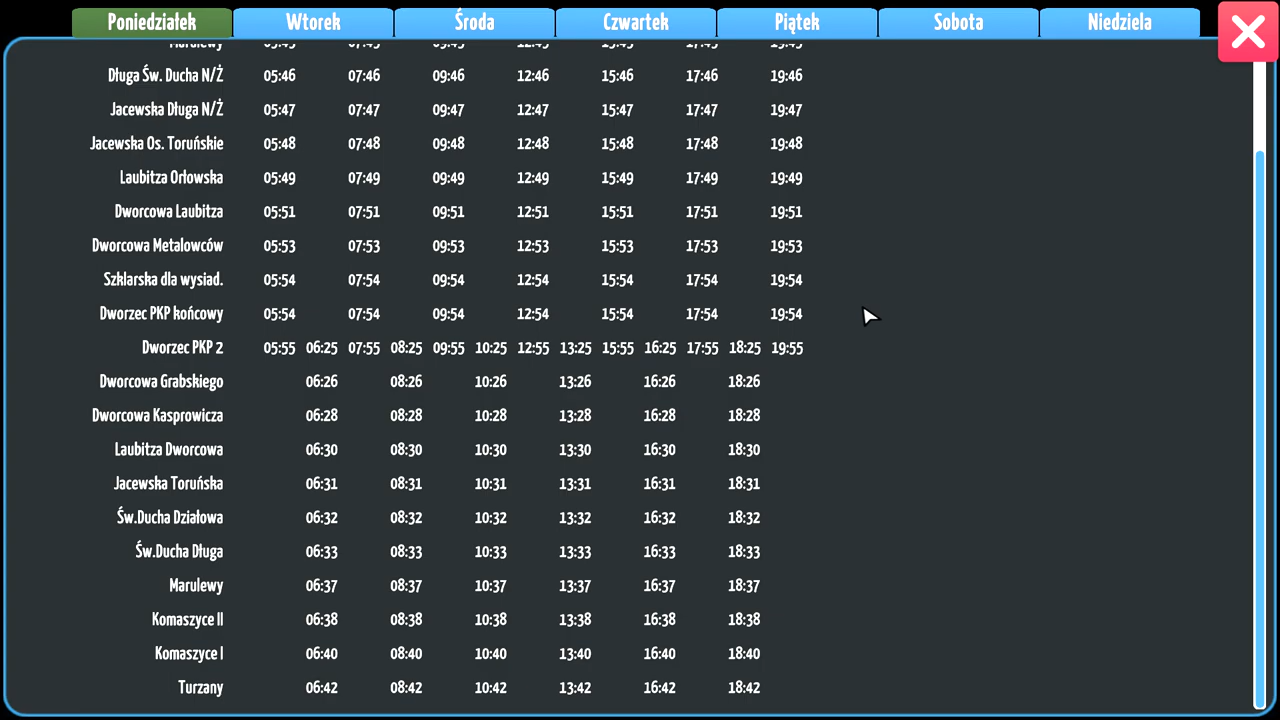 Poniedziałek Wtorek Środa Czwartek Piątek Sobota Niedziela
Marulewy 05:45 07:45 09:45 12:45 15:45 17:45 19:45
Długa Św. Ducha N/Ż 05:46 07:46 09:46 12:46 15:46 17:46 19:46
Jacewska Długa N/Ż 05:47 07:47 09:47 12:47 15:47 17:47 19:47
Jacewska Os. Toruńskie 05:48 07:48 09:48 12:48 15:48 17:48 19:48
Laubitza Orłowska 05:49 07:49 09:49 12:49 15:49 17:49 19:49
Dworcowa Laubitza 05:51 07:51 09:51 12:51 15:51 17:51 19:51
Dworcowa Metalowców 05:53 07:53 09:53 12:53 15:53 17:53 19:53
Szklarska dla wysiad. 05:54 07:54 09:54 12:54 15:54 17:54 19:54
Dworzec PKP końcowy 05:54 07:54 09:54 12:54 15:54 17:54 19:54
Dworzec PKP 2 05:55 06:25 07:55 08:25 09:55 10:25 12:55 13:25 15:55 16:25 17:55 18:25 19:55
Dworcowa Grabskiego 06:26 08:26 10:26 13:26 16:26 18:26
Dworcowa Kasprowicza 06:28 08:28 10:28 13:28 16:28 18:28
Laubitza Dworcowa 06:30 08:30 10:30 13:30 16:30 18:30
Jacewska Toruńska 06:31 08:31 10:31 13:31 16:31 18:31
Św.Ducha Działowa 06:32 08:32 10:32 13:32 16:32 18:32
Św.Ducha Długa 06:33 08:33 10:33 13:33 16:33 18:33
Marulewy 06:37 08:37 10:37 13:37 16:37 18:37
Komaszyce II 06:38 08:38 10:38 13:38 16:38 18:38
Komaszyce I 06:40 08:40 10:40 13:40 16:40 18:40
Turzany 06:42 08:42 10:42 13:42 16:42 18:42